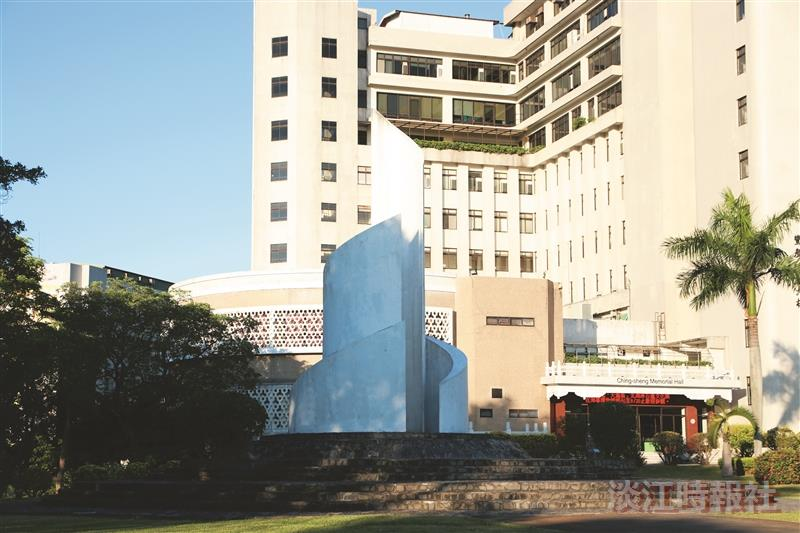 Ching-sheng Memorial Hall
淡江時報社